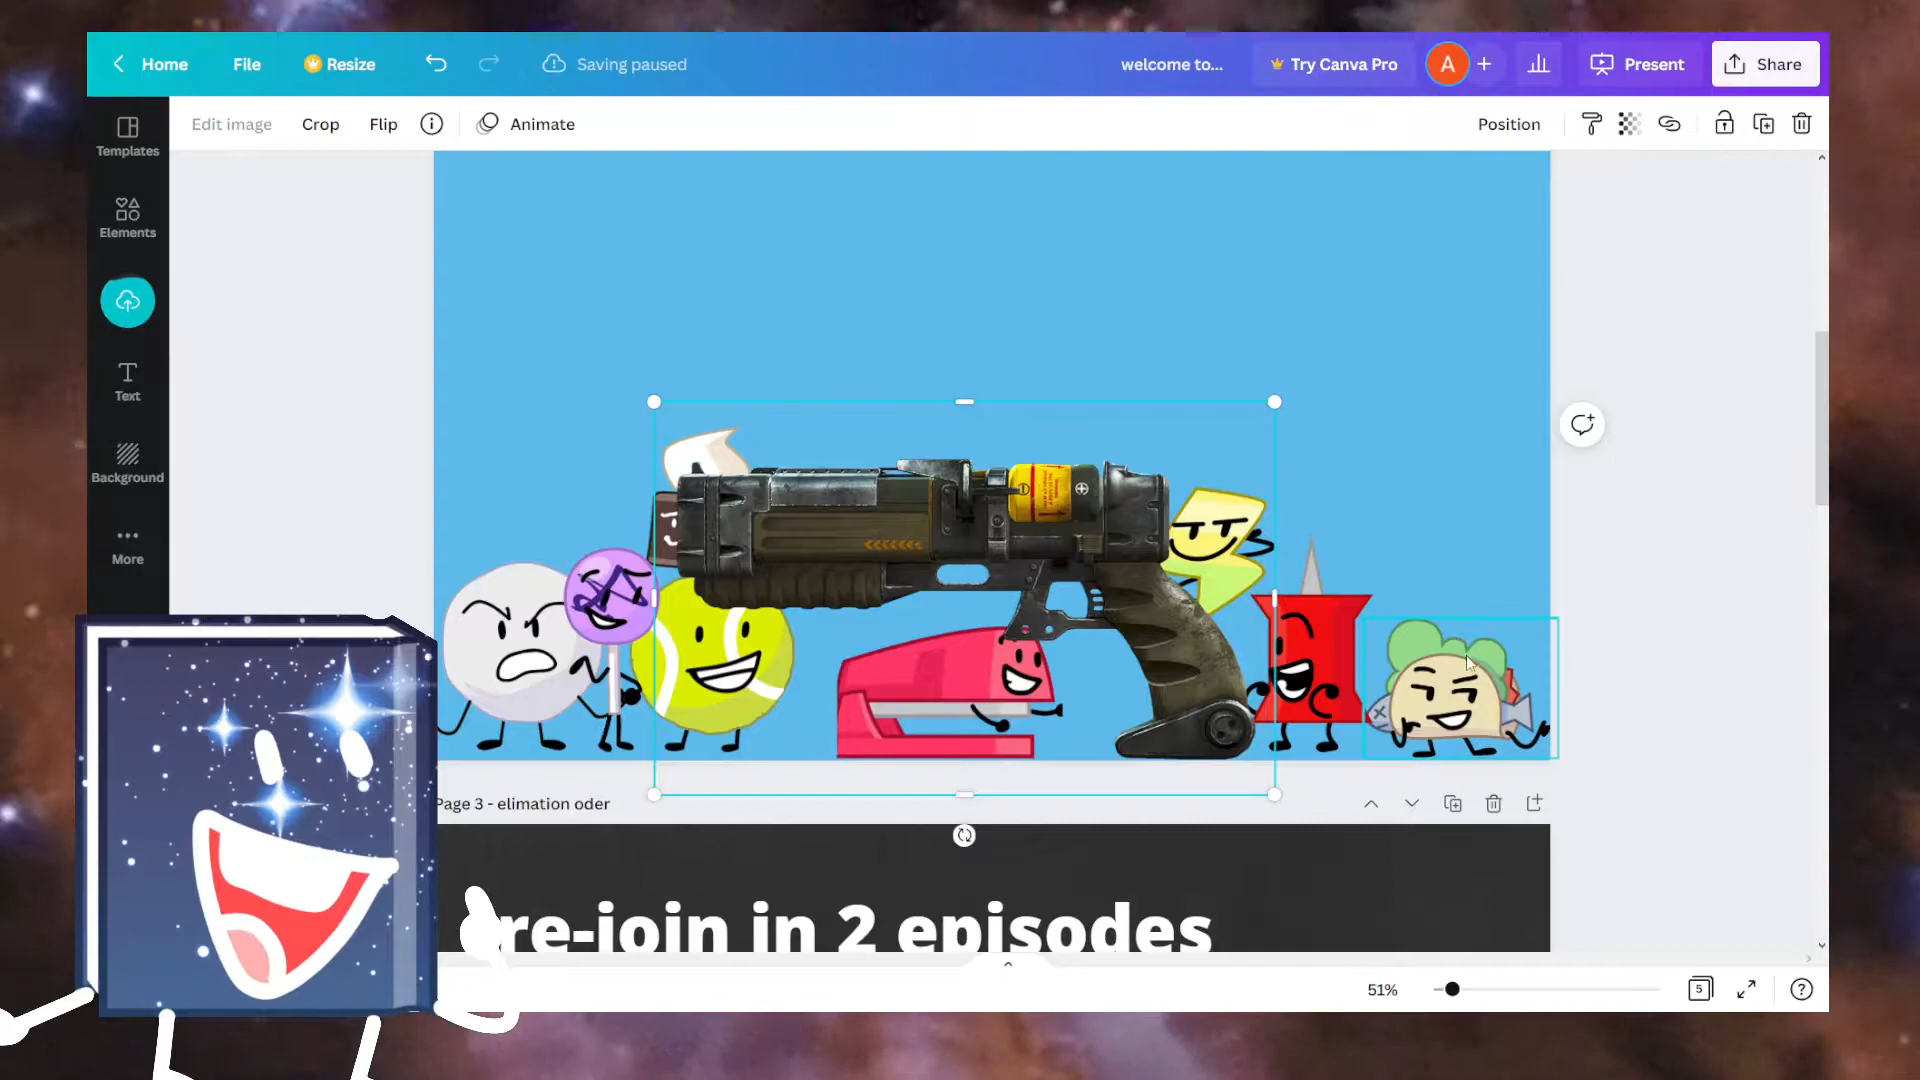 Home File Resize Saving paused welcome to... Try Canva Pro A + Present Share
Edit image Crop Flip Animate Position
Templates
Elements
Text
Background
More
Page 3 - elimation oder
re-join in 2 episodes
51% 5 ?